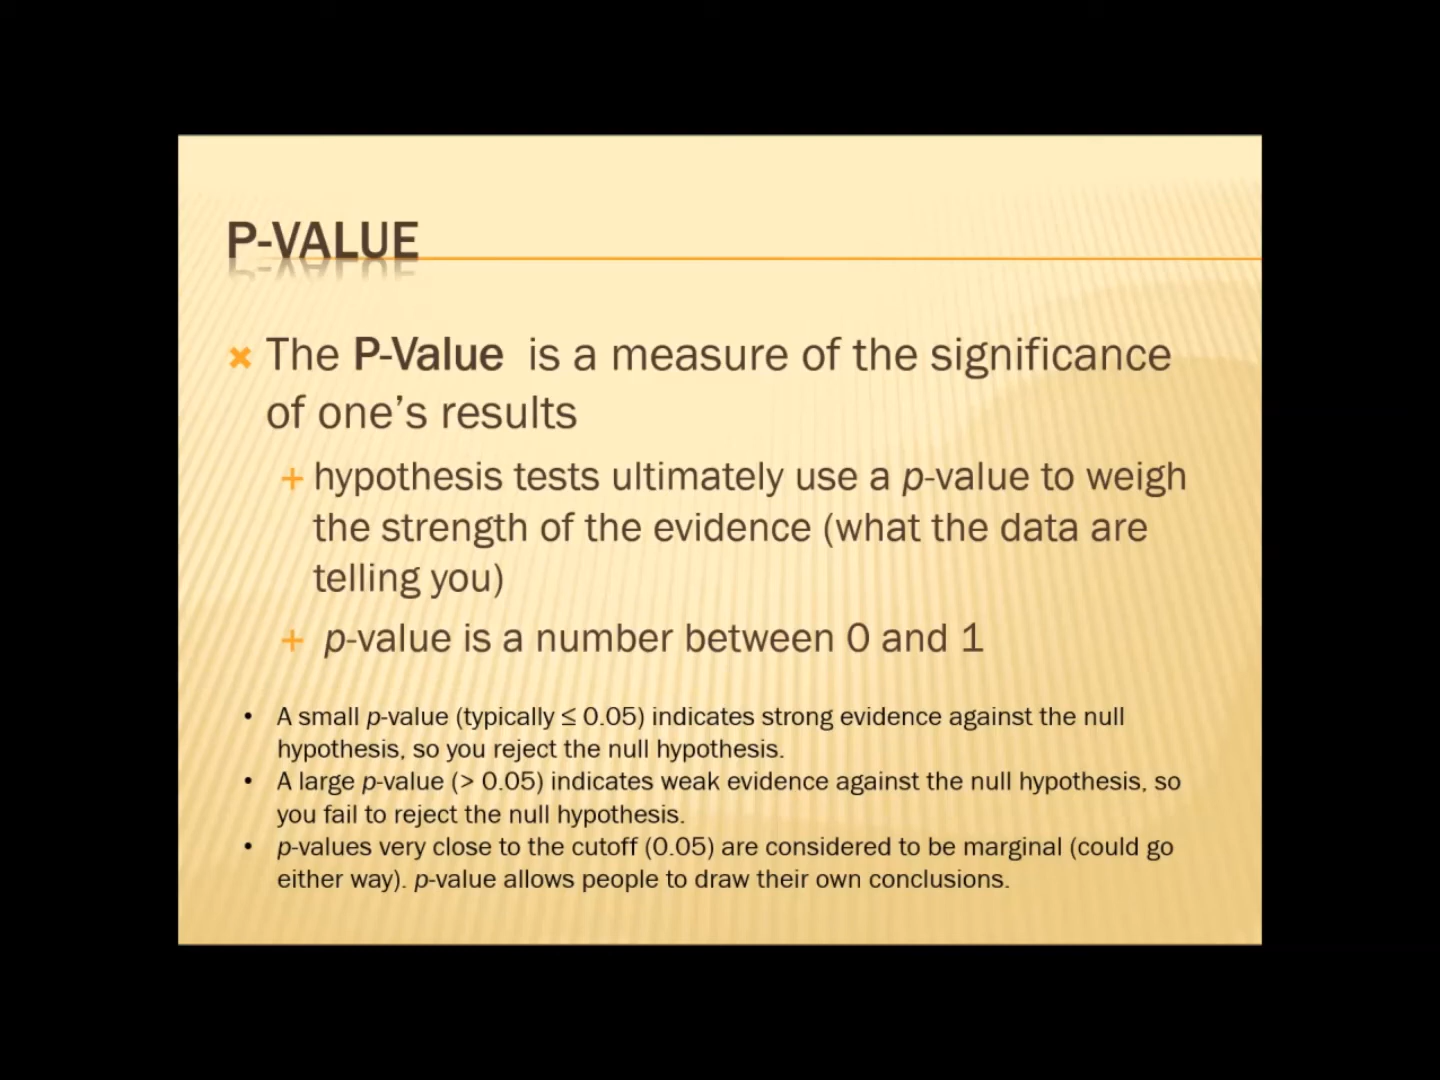 P-VALUE
The P-Value is a measure of the significance
of one’s results
hypothesis tests ultimately use a p-value to weigh
the strength of the evidence (what the data are
telling you)
p-value is a number between 0 and 1
• A small p-value (typically ≤ 0.05) indicates strong evidence against the null
hypothesis, so you reject the null hypothesis.
• A large p-value (> 0.05) indicates weak evidence against the null hypothesis, so
you fail to reject the null hypothesis.
• p-values very close to the cutoff (0.05) are considered to be marginal (could go
either way). p-value allows people to draw their own conclusions.